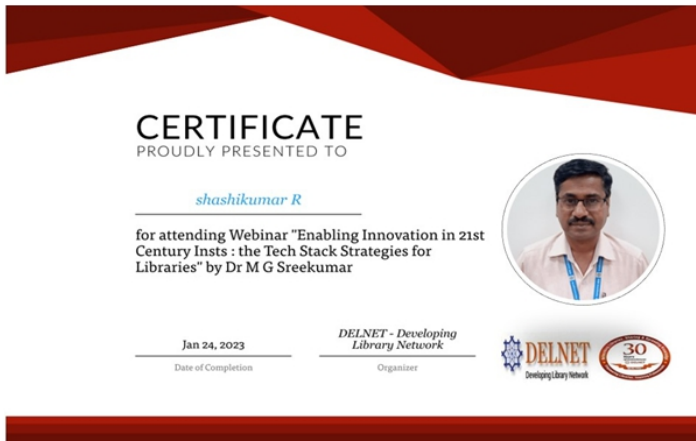 CERTIFICATE
PROUDLY PRESENTED TO
shashikumar R
for attending Webinar "Enabling Innovation in 21st
Century Insts : the Tech Stack Strategies for
Libraries" by Dr M G Sreekumar
Jan 24, 2023
Date of Completion
DELNET - Developing
Library Network
Organizer
DELNET
Developing Library Network
30